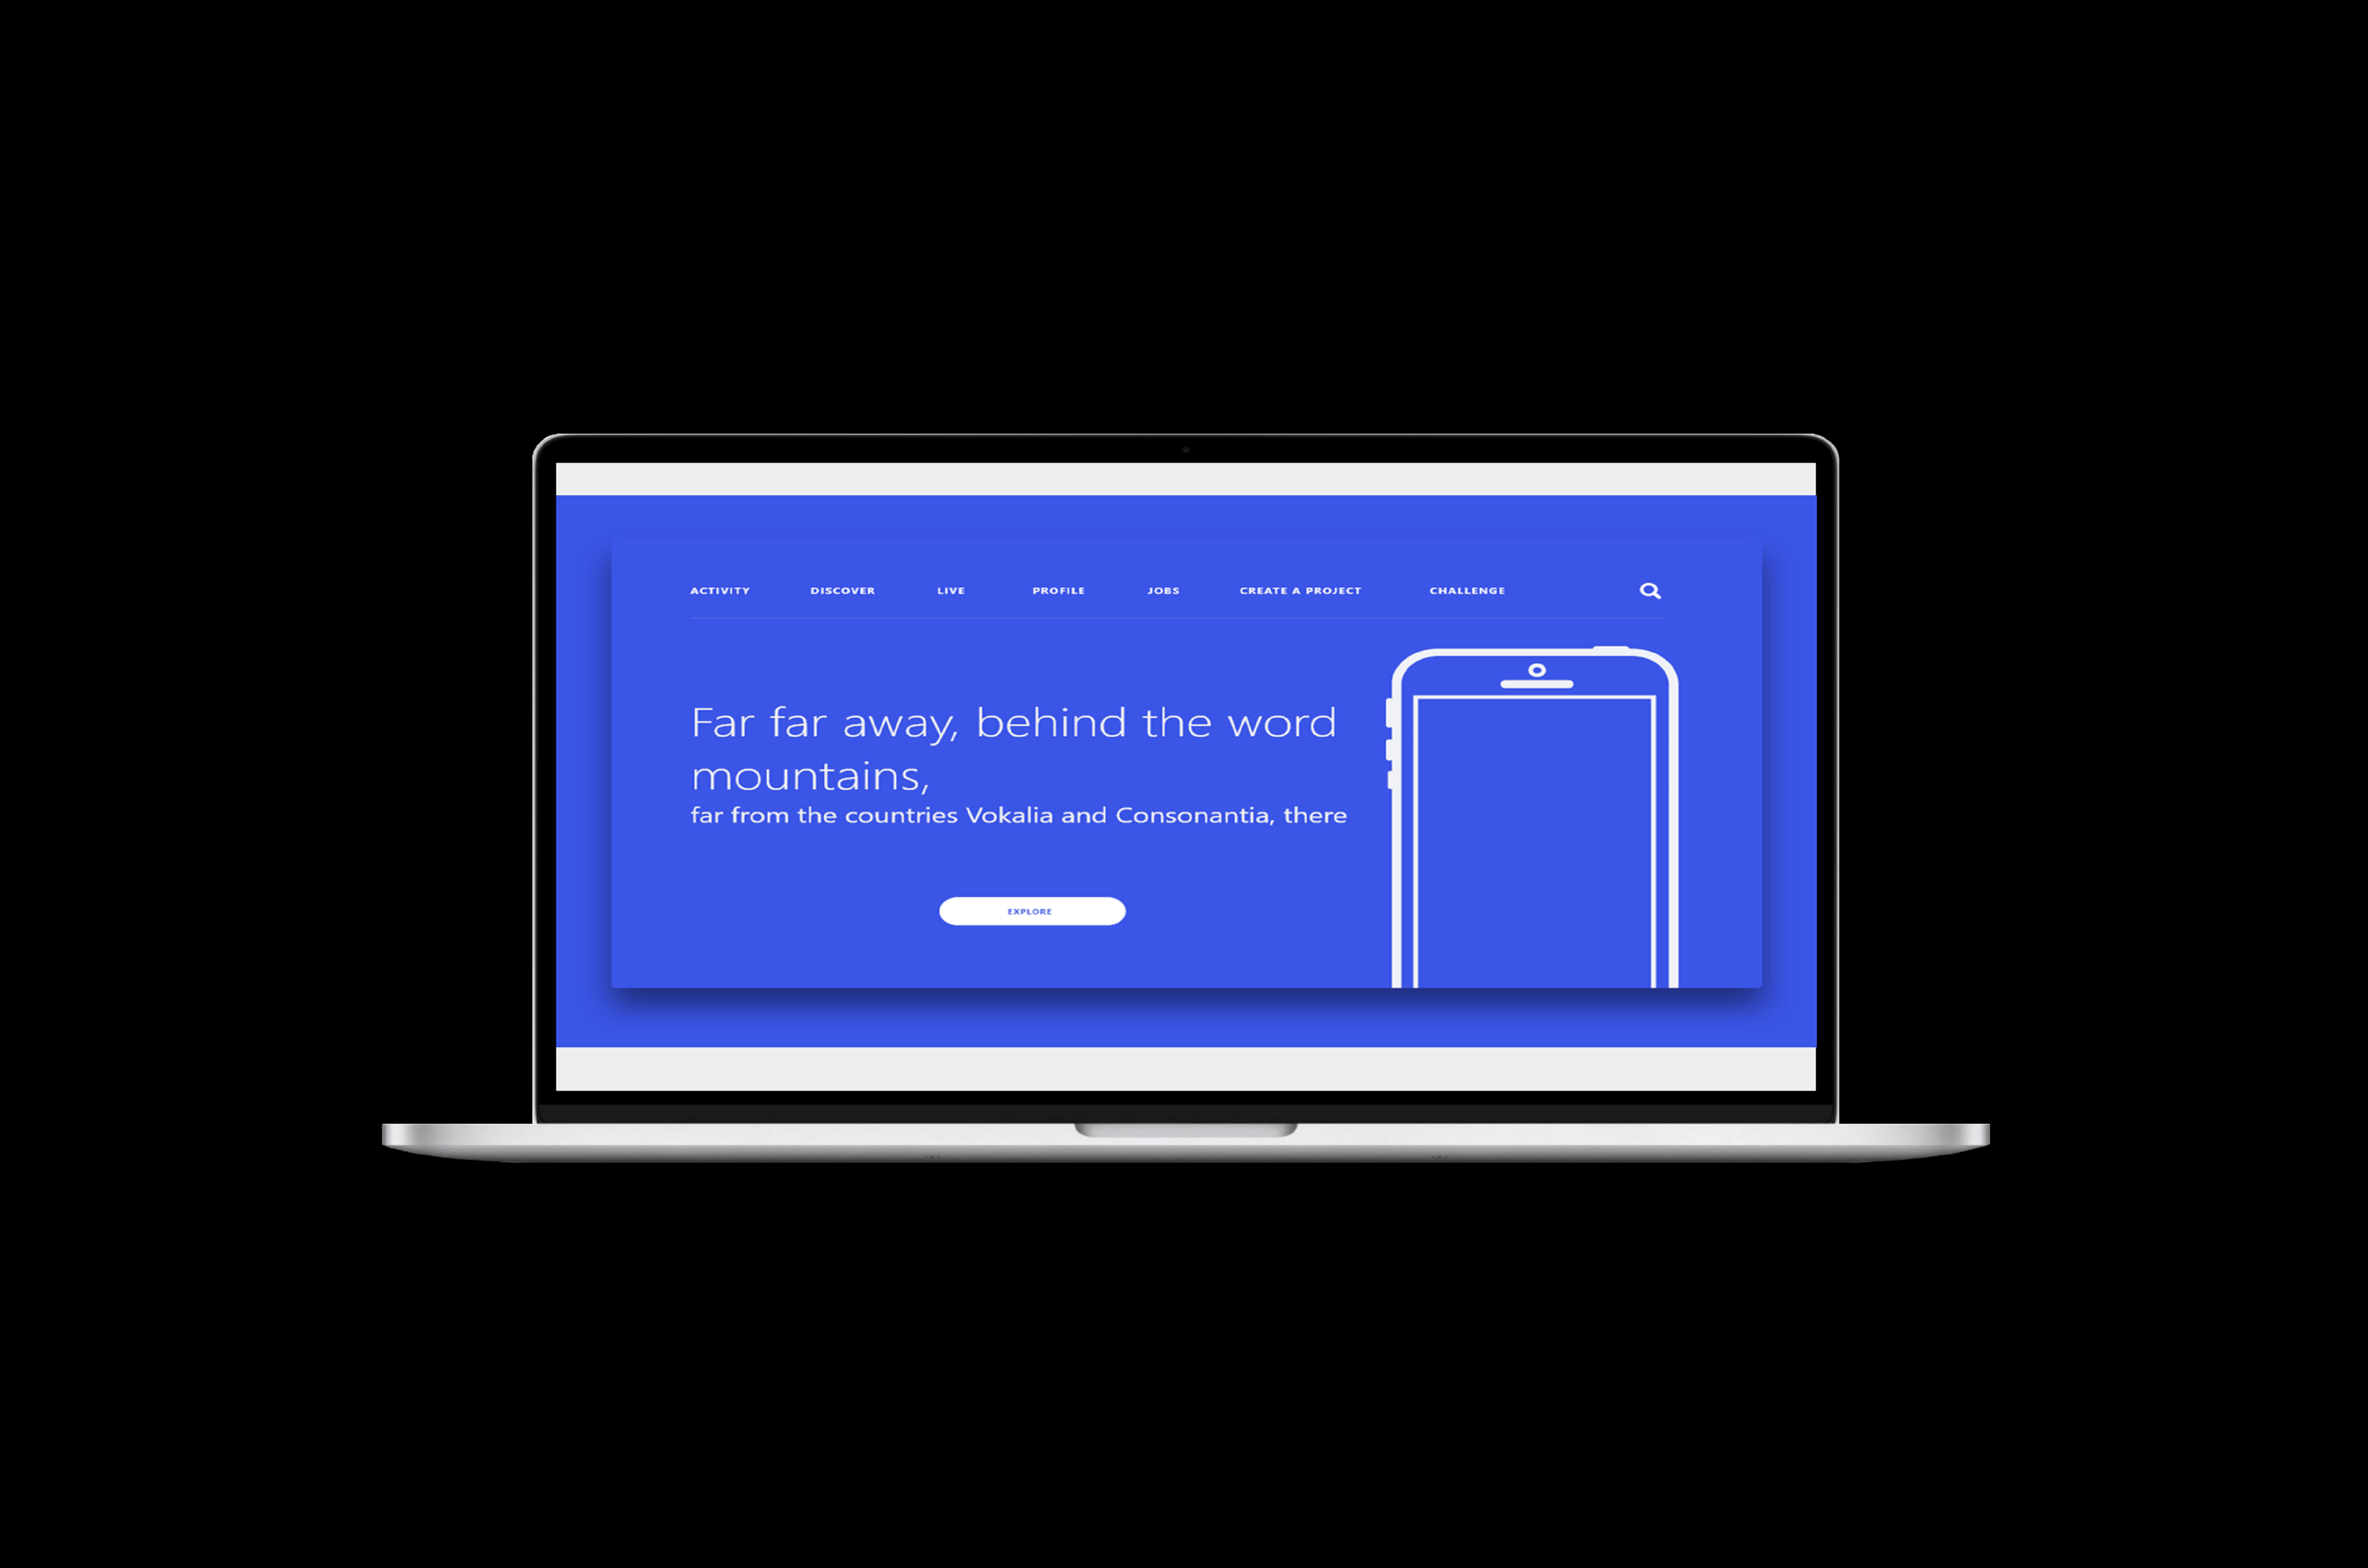 ACTIVITY DISCOVER LIVE PROFILE JOBS CREATE A PROJECT CHALLENGE
Far far away, behind the word
mountains,
far from the countries Vokalia and Consonantia, there
EXPLORE